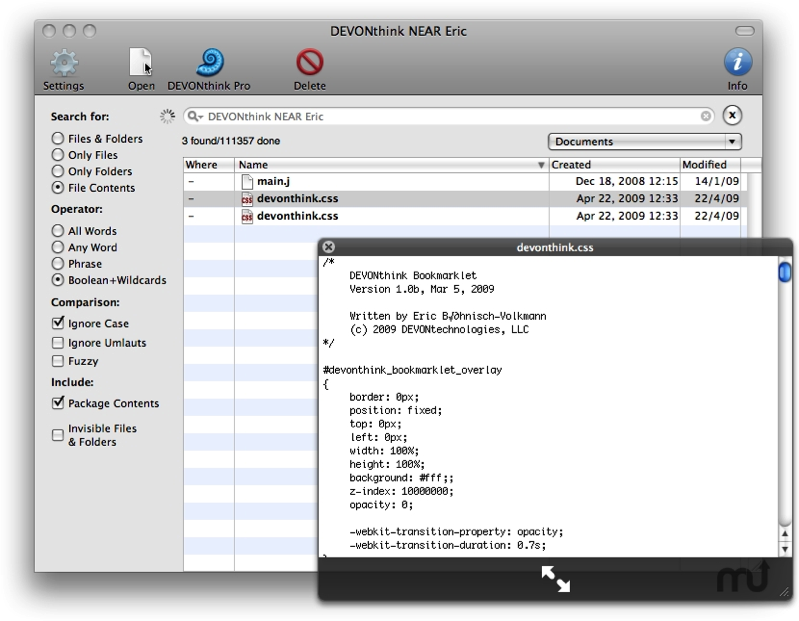 DEVONthink NEAR Eric
Settings
Open
DEVONthink Pro
Delete
Info
Search for:
Files & Folders
Only Files
Only Folders
File Contents
Operator:
All Words
Any Word
Phrase
Boolean+Wildcards
Comparison:
Ignore Case
Ignore Umlauts
Fuzzy
Include:
Package Contents
Invisible Files
& Folders
DEVONthink NEAR Eric
3 found/111357 done
Documents
Where Name Created Modified
– main.j Dec 18, 2008 12:15 14/1/09
– devonthink.css Apr 22, 2009 12:33 22/4/09
– devonthink.css Apr 22, 2009 12:33 22/4/09
devonthink.css
/*
DEVONthink Bookmarklet
Version 1.0b, Mar 5, 2009
Written by Eric B√∂hnisch-Volkmann
(c) 2009 DEVONtechnologies, LLC
*/
#devonthink_bookmarklet_overlay
{
border: 0px;
position: fixed;
top: 0px;
left: 0px;
width: 100%;
height: 100%;
background: #fff;;
z-index: 10000000;
opacity: 0;
-webkit-transition-property: opacity;
-webkit-transition-duration: 0.7s;
mu